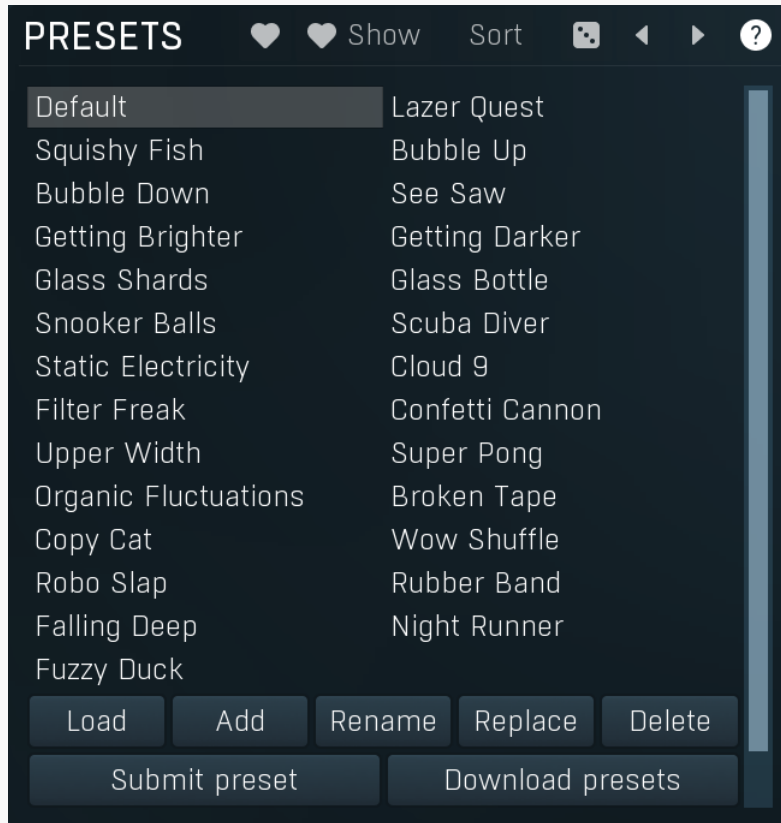 PRESETS Show Sort ?
Default Lazer Quest
Squishy Fish Bubble Up
Bubble Down See Saw
Getting Brighter Getting Darker
Glass Shards Glass Bottle
Snooker Balls Scuba Diver
Static Electricity Cloud 9
Filter Freak Confetti Cannon
Upper Width Super Pong
Organic Fluctuations Broken Tape
Copy Cat Wow Shuffle
Robo Slap Rubber Band
Falling Deep Night Runner
Fuzzy Duck
Load Add Rename Replace Delete
Submit preset Download presets